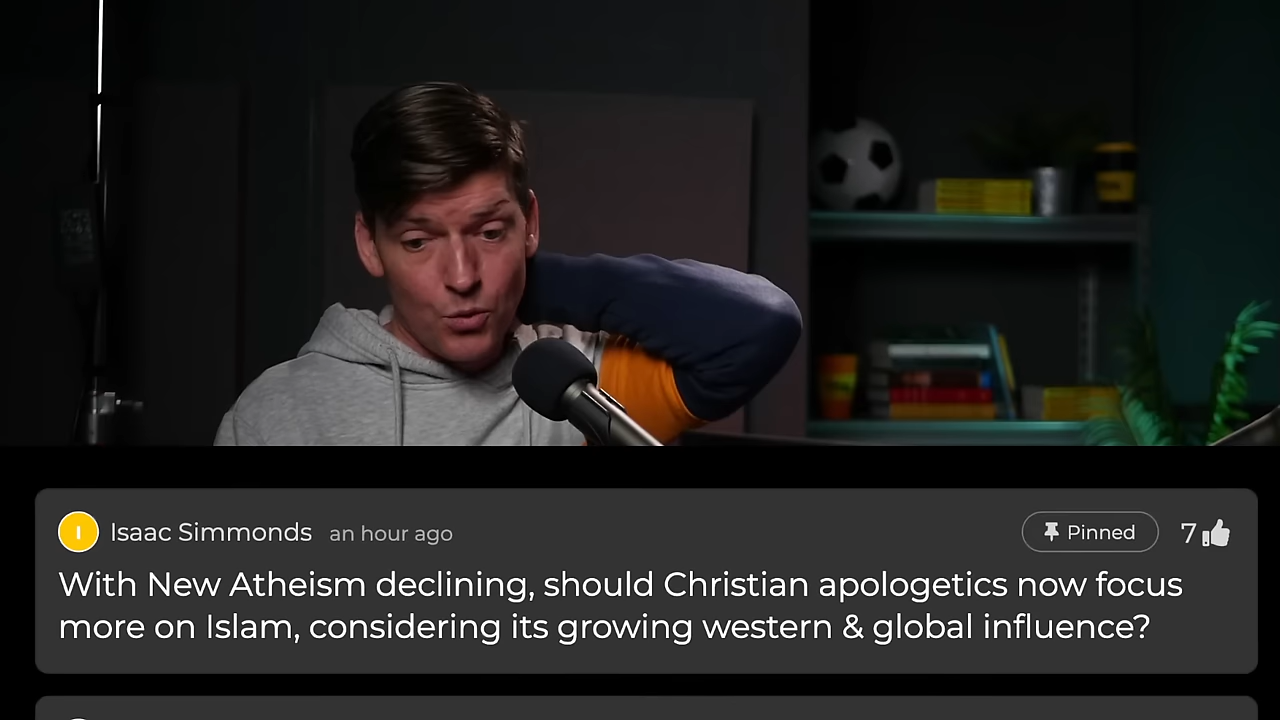 I
Isaac Simmonds an hour ago Pinned 7
With New Atheism declining, should Christian apologetics now focus
more on Islam, considering its growing western & global influence?